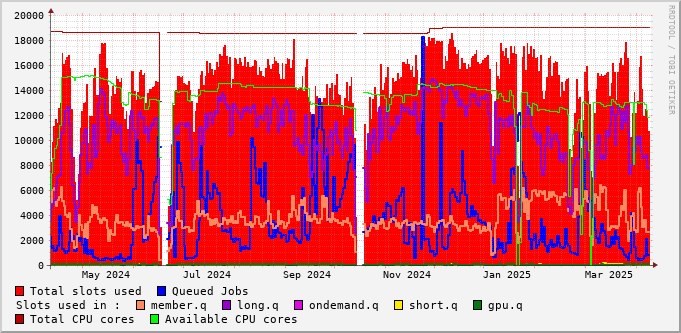 20000
18000
16000
14000
12000
10000
8000
6000
4000
2000
0
May 2024 Jul 2024 Sep 2024 Nov 2024 Jan 2025 Mar 2025
RRDTOOL / TOBI OETIKER
Total slots used Queued Jobs
Slots used in : member.q long.q ondemand.q short.q gpu.q
Total CPU cores Available CPU cores